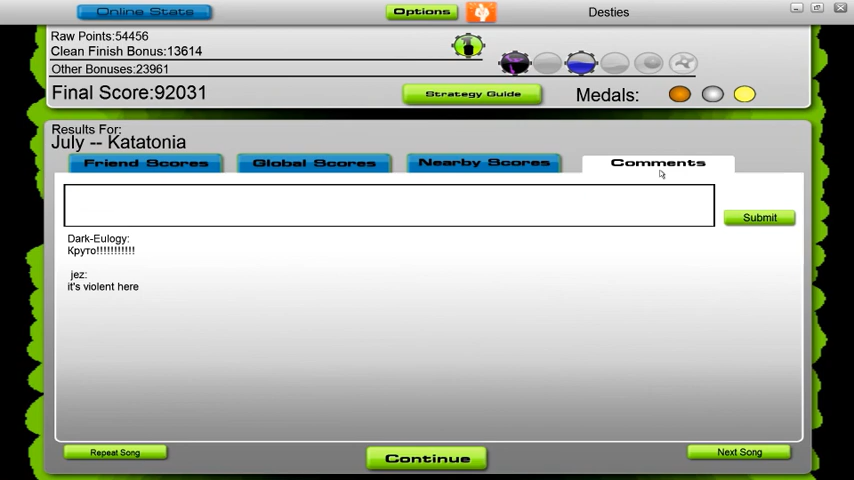 Online Stats
Options
Desties
Raw Points:54456
Clean Finish Bonus:13614
Other Bonuses:23961
Final Score:92031
Strategy Guide
Medals:
Results For:
July -- Katatonia
Friend Scores
Global Scores
Nearby Scores
Comments
Submit
Dark-Eulogy:
Круто!!!!!!!!!!!
jez:
it's violent here
Repeat Song
Continue
Next Song